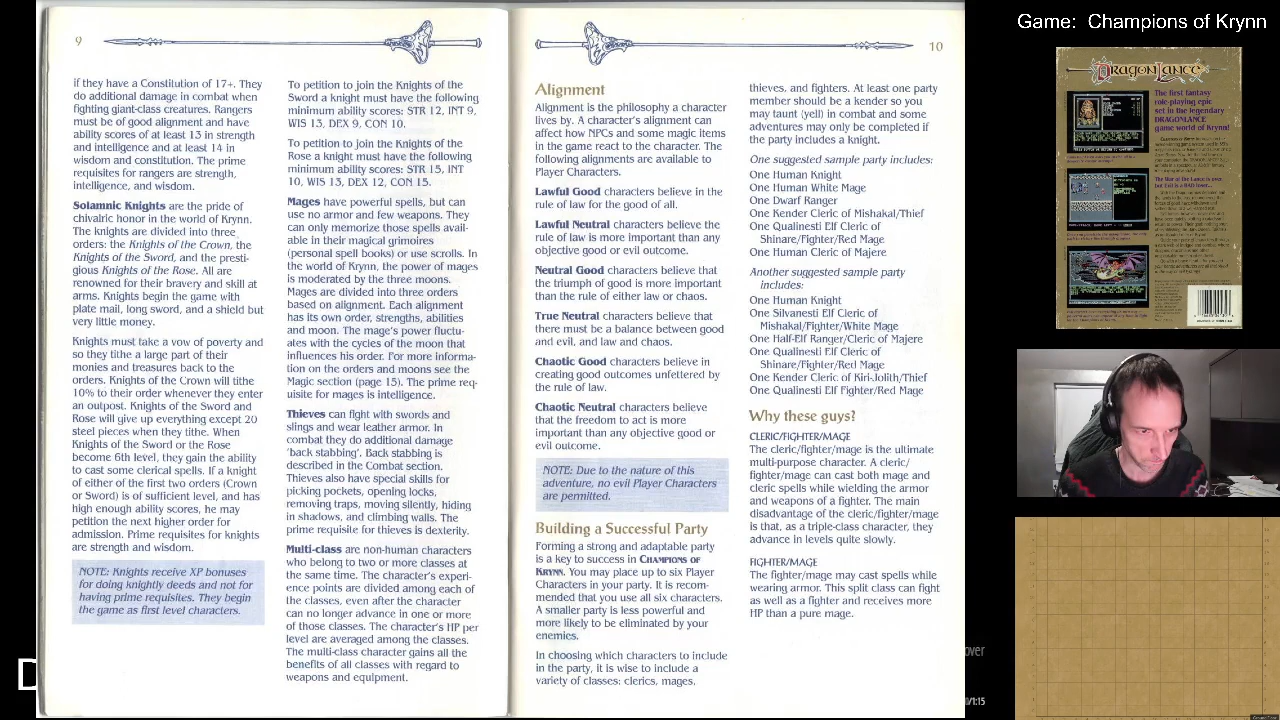 Game: Champions of Krynn
9
if they have a Constitution of 17+. They
do additional damage in combat when
fighting giant-class creatures. Rangers
must be of good alignment and have
ability scores of at least 13 in strength
and intelligence and at least 14 in
wisdom and constitution. The prime
requisites for rangers are strength,
intelligence, and wisdom.
Solamnic Knights are the pride of
chivalric honor in the world of Krynn.
The knights are divided into three
orders: the Knights of the Crown, the
Knights of the Sword, and the presti-
gious Knights of the Rose. All are
renowned for their bravery and skill at
arms. Knights begin the game with
plate mail, long sword, and a shield but
very little money.
Knights must take a vow of poverty and
so they tithe a large part of their
monies and treasures back to the
orders. Knights of the Crown will tithe
10% to their order whenever they enter
an outpost. Knights of the Sword and
Rose will give up everything except 20
steel pieces when they tithe. When
Knights of the Sword or the Rose
become 6th level, they gain the ability
to cast some clerical spells. If a knight
of either of the first two orders (Crown
or Sword) is of sufficient level, and has
high enough ability scores, he may
petition the next higher order for
admission. Prime requisites for knights
are strength and wisdom.
NOTE: Knights receive XP bonuses
for doing knightly deeds and not for
having prime requisites. They begin
the game as first level characters.
To petition to join the Knights of the
Sword a knight must have the following
minimum ability scores: STR 12, INT 9,
WIS 13, DEX 9, CON 10.
To petition to join the Knights of the
Rose a knight must have the following
minimum ability scores: STR 15, INT
10, WIS 13, DEX 12, CON 15.
Mages have powerful spells, but can
use no armor and few weapons. They
can only memorize those spells avail-
able in their magical grimoires
(personal spell books) or use scrolls. In
the world of Krynn, the power of mages
is moderated by the three moons.
Mages are divided into three orders
based on alignment. Each alignment
has its own order, strengths, abilities
and moon. The mage's power fluctu-
ates with the cycles of the moon that
influences his order. For more informa-
tion on the orders and moons see the
Magic section (page 15). The prime req-
uisite for mages is intelligence.
Thieves can fight with swords and
slings and wear leather armor. In
combat they do additional damage
'back stabbing'. Back stabbing is
described in the Combat section.
Thieves also have special skills for
picking pockets, opening locks,
removing traps, moving silently, hiding
in shadows, and climbing walls. The
prime requisite for thieves is dexterity.
Multi-class are non-human characters
who belong to two or more classes at
the same time. The character's experi-
ence points are divided among each of
the classes, even after the character
can no longer advance in one or more
of those classes. The character's HP per
level are averaged among the classes.
The multi-class character gains all the
benefits of all classes with regard to
weapons and equipment.
10
Alignment
Alignment is the philosophy a character
lives by. A character's alignment can
affect how NPCs and some magic items
in the game react to the character. The
following alignments are available to
Player Characters.
Lawful Good characters believe in the
rule of law for the good of all.
Lawful Neutral characters believe the
rule of law is more important than any
objective good or evil outcome.
Neutral Good characters believe that
the triumph of good is more important
than the rule of either law or chaos.
True Neutral characters believe that
there must be a balance between good
and evil, and law and chaos.
Chaotic Good characters believe in
creating good outcomes unfettered by
the rule of law.
Chaotic Neutral characters believe
that the freedom to act is more
important than any objective good or
evil outcome.
NOTE: Due to the nature of this
adventure, no evil Player Characters
are permitted.
Building a Successful Party
Forming a strong and adaptable party
is a key to success in CHAMPIONS OF
KRYNN. You may place up to six Player
Characters in your party. It is recom-
mended that you use all six characters.
A smaller party is less powerful and
more likely to be eliminated by your
enemies.
In choosing which characters to include
in the party, it is wise to include a
variety of classes: clerics, mages,
thieves, and fighters. At least one party
member should be a kender so you
may taunt (yell) in combat and some
adventures may only be completed if
the party includes a knight.
One suggested sample party includes:
One Human Knight
One Human White Mage
One Dwarf Ranger
One Kender Cleric of Mishakal/Thief
One Qualinesti Elf Cleric of
Shinare/Fighter/Red Mage
One Human Cleric of Majere
Another suggested sample party
includes:
One Human Knight
One Silvanesti Elf Cleric of
Mishakal/Fighter/White Mage
One Half-Elf Ranger/Cleric of Majere
One Qualinesti Elf Cleric of
Shinare/Fighter/Red Mage
One Kender Cleric of Kiri-Jolith/Thief
One Qualinesti Elf Fighter/Red Mage
Why these guys?
CLERIC/FIGHTER/MAGE
The cleric/fighter/mage is the ultimate
multi-purpose character. A cleric/
fighter/mage can cast both mage and
cleric spells while wielding the armor
and weapons of a fighter. The main
disadvantage of the cleric/fighter/mage
is that, as a triple-class character, they
advance in levels quite slowly.
FIGHTER/MAGE
The fighter/mage may cast spells while
wearing armor. This split class can fight
as well as a fighter and receives more
HP than a pure mage.
DRAGONLANCE
The first fantasy
role-playing epic
set in the legendary
DRAGONLANCE
game world of Krynn!
D
over
/1:15